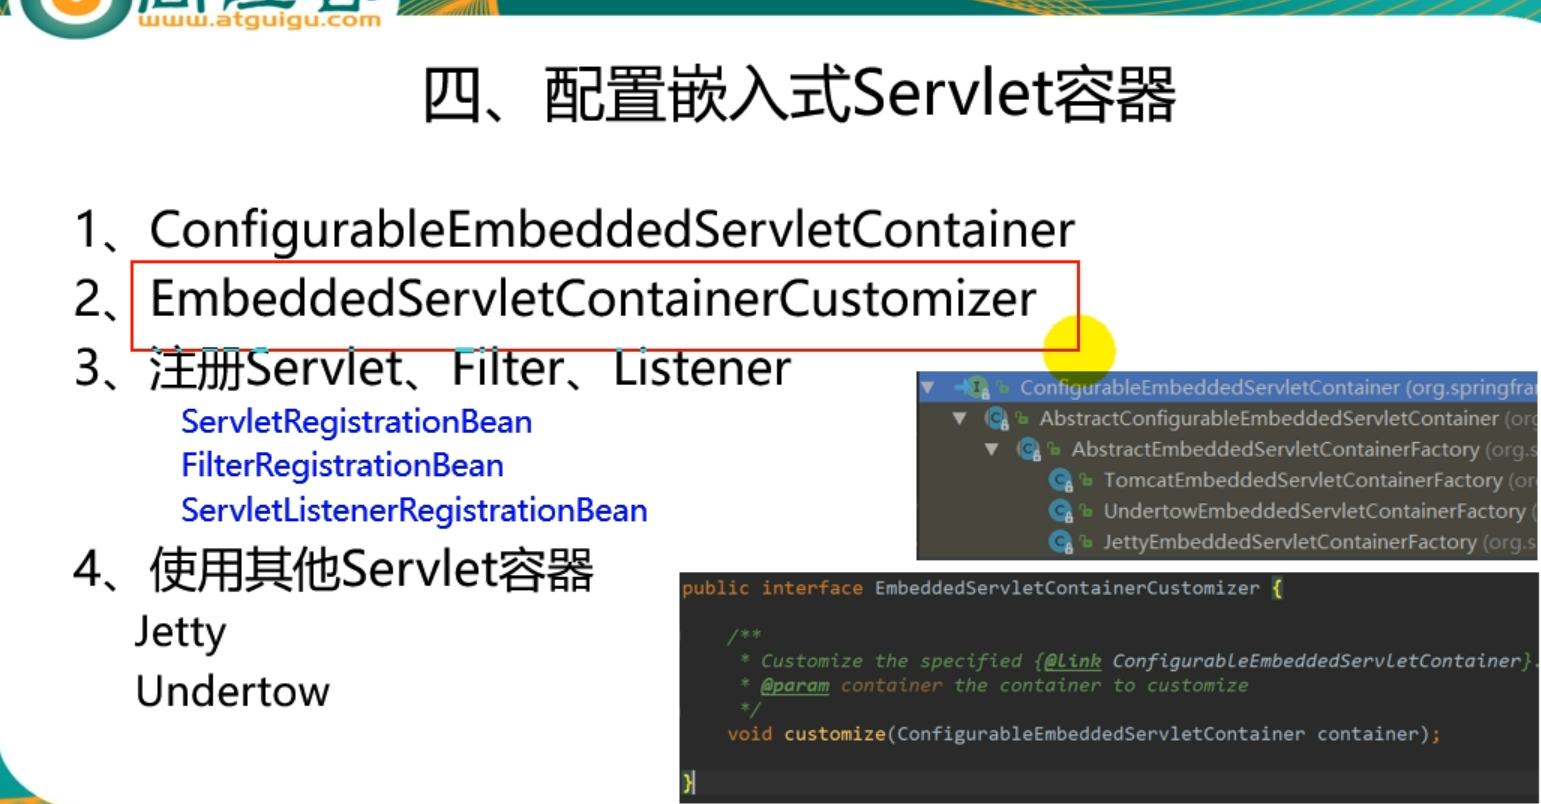 www.atguigu.com
四、配置嵌入式Servlet容器
1、ConfigurableEmbeddedServletContainer
2、EmbeddedServletContainerCustomizer
3、注册Servlet、Filter、Listener
ServletRegistrationBean
FilterRegistrationBean
ServletListenerRegistrationBean
4、使用其他Servlet容器
Jetty
Undertow
ConfigurableEmbeddedServletContainer (org.springfra
AbstractConfigurableEmbeddedServletContainer (org
AbstractEmbeddedServletContainerFactory (org.s
TomcatEmbeddedServletContainerFactory (or
UndertowEmbeddedServletContainerFactory (
JettyEmbeddedServletContainerFactory (org.s
public interface EmbeddedServletContainerCustomizer {
/**
* Customize the specified {@link ConfigurableEmbeddedServletContainer}.
* @param container the container to customize
*/
void customize(ConfigurableEmbeddedServletContainer container);
}